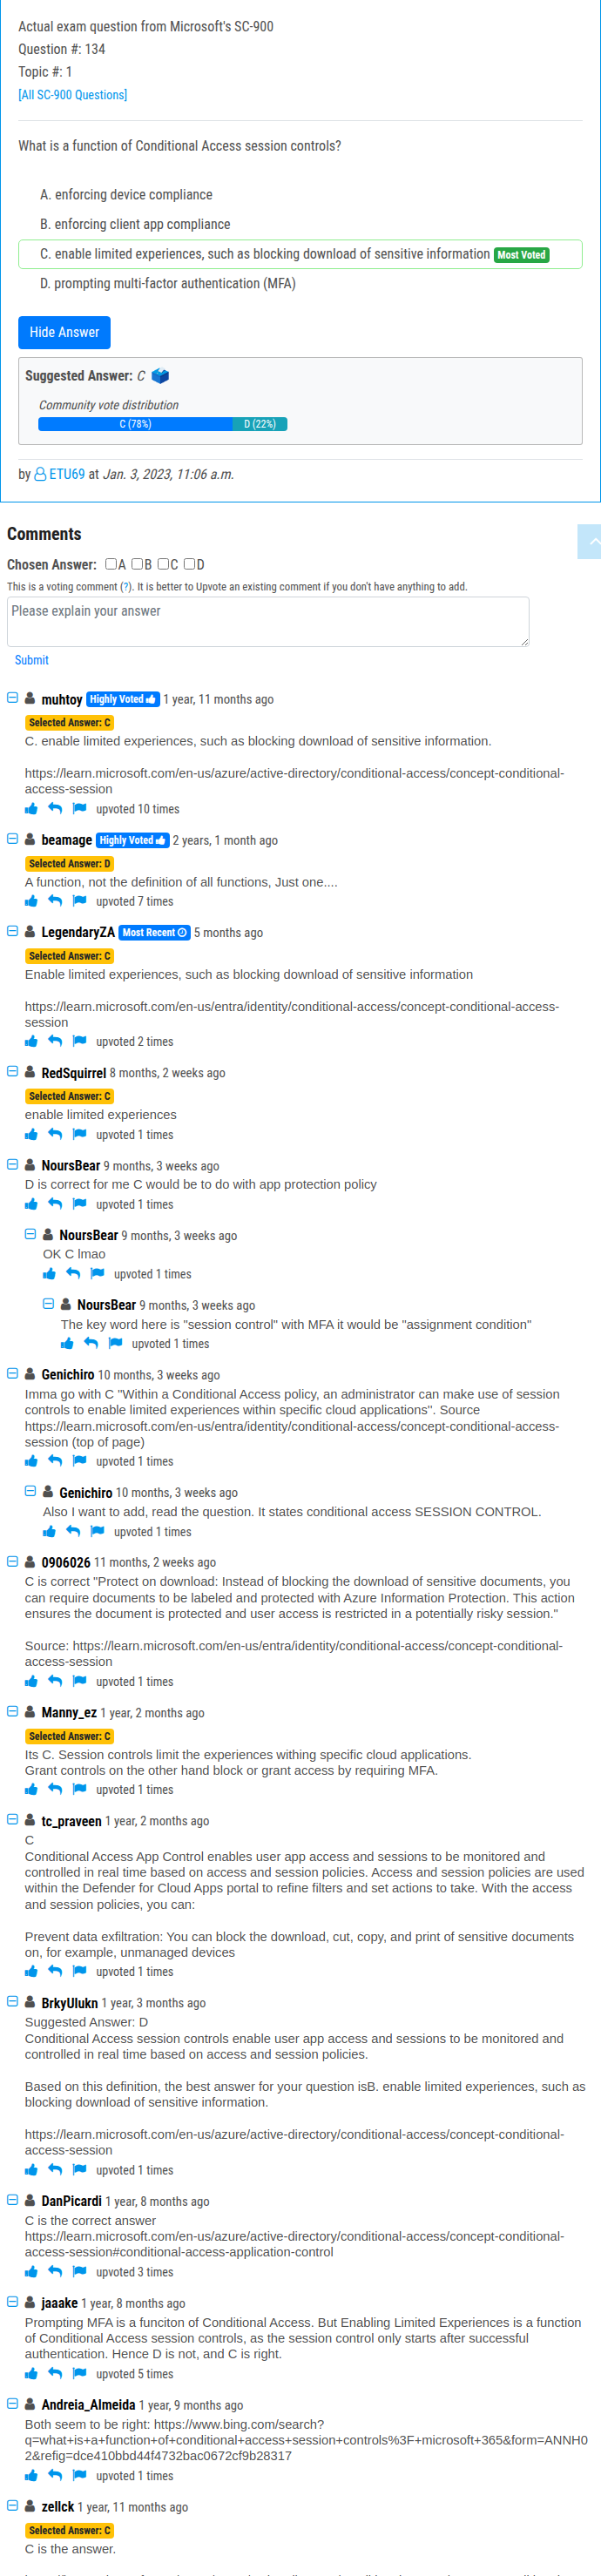 Actual exam question from Microsoft's SC-900
Question #: 134
Topic #: 1
[All SC-900 Questions]
What is a function of Conditional Access session controls?
A. enforcing device compliance
B. enforcing client app compliance
C. enable limited experiences, such as blocking download of sensitive information Most Voted
D. prompting multi-factor authentication (MFA)
Hide Answer
Suggested Answer: C
Community vote distribution
C (78%) D (22%)
by ETU69 at Jan. 3, 2023, 11:06 a.m.
Comments
Chosen Answer: A B C D
This is a voting comment (?). It is better to Upvote an existing comment if you don't have anything to add.
Please explain your answer
Submit
muhtoy Highly Voted 1 year, 11 months ago
Selected Answer: C
C. enable limited experiences, such as blocking download of sensitive information.
https://learn.microsoft.com/en-us/azure/active-directory/conditional-access/concept-conditional-
access-session
upvoted 10 times
beamage Highly Voted 2 years, 1 month ago
Selected Answer: D
A function, not the definition of all functions, Just one....
upvoted 7 times
LegendaryZA Most Recent 5 months ago
Selected Answer: C
Enable limited experiences, such as blocking download of sensitive information
https://learn.microsoft.com/en-us/entra/identity/conditional-access/concept-conditional-access-
session
upvoted 2 times
RedSquirrel 8 months, 2 weeks ago
Selected Answer: C
enable limited experiences
upvoted 1 times
NoursBear 9 months, 3 weeks ago
D is correct for me C would be to do with app protection policy
upvoted 1 times
NoursBear 9 months, 3 weeks ago
OK C lmao
upvoted 1 times
NoursBear 9 months, 3 weeks ago
The key word here is "session control" with MFA it would be "assignment condition"
upvoted 1 times
Genichiro 10 months, 3 weeks ago
Imma go with C "Within a Conditional Access policy, an administrator can make use of session
controls to enable limited experiences within specific cloud applications". Source
https://learn.microsoft.com/en-us/entra/identity/conditional-access/concept-conditional-access-
session (top of page)
upvoted 1 times
Genichiro 10 months, 3 weeks ago
Also I want to add, read the question. It states conditional access SESSION CONTROL.
upvoted 1 times
0906026 11 months, 2 weeks ago
C is correct "Protect on download: Instead of blocking the download of sensitive documents, you
can require documents to be labeled and protected with Azure Information Protection. This action
ensures the document is protected and user access is restricted in a potentially risky session."
Source: https://learn.microsoft.com/en-us/entra/identity/conditional-access/concept-conditional-
access-session
upvoted 1 times
Manny_ez 1 year, 2 months ago
Selected Answer: C
Its C. Session controls limit the experiences withing specific cloud applications.
Grant controls on the other hand block or grant access by requiring MFA.
upvoted 1 times
tc_praveen 1 year, 2 months ago
C
Conditional Access App Control enables user app access and sessions to be monitored and
controlled in real time based on access and session policies. Access and session policies are used
within the Defender for Cloud Apps portal to refine filters and set actions to take. With the access
and session policies, you can:
Prevent data exfiltration: You can block the download, cut, copy, and print of sensitive documents
on, for example, unmanaged devices
upvoted 1 times
BrkyUlukn 1 year, 3 months ago
Suggested Answer: D
Conditional Access session controls enable user app access and sessions to be monitored and
controlled in real time based on access and session policies.
Based on this definition, the best answer for your question isB. enable limited experiences, such as
blocking download of sensitive information.
https://learn.microsoft.com/en-us/azure/active-directory/conditional-access/concept-conditional-
access-session
upvoted 1 times
DanPicardi 1 year, 8 months ago
C is the correct answer
https://learn.microsoft.com/en-us/azure/active-directory/conditional-access/concept-conditional-
access-session#conditional-access-application-control
upvoted 3 times
jaaake 1 year, 8 months ago
Prompting MFA is a funciton of Conditional Access. But Enabling Limited Experiences is a function
of Conditional Access session controls, as the session control only starts after successful
authentication. Hence D is not, and C is right.
upvoted 5 times
Andreia_Almeida 1 year, 9 months ago
Both seem to be right: https://www.bing.com/search?
q=what+is+a+function+of+conditional+access+session+controls%3F+microsoft+365&form=ANNH0
2&refig=dce410bbd44f4732bac0672cf9b28317
upvoted 1 times
zellck 1 year, 11 months ago
Selected Answer: C
C is the answer.